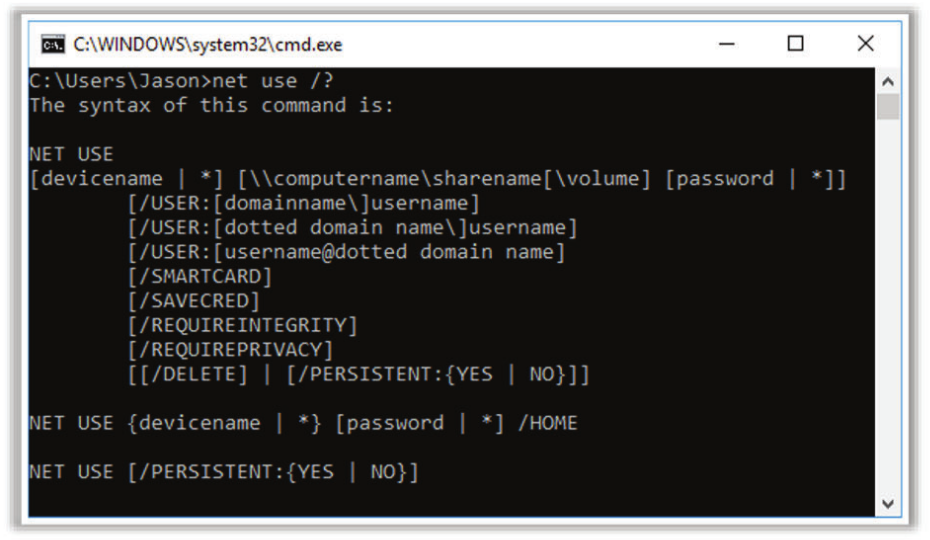 C:\WINDOWS\system32\cmd.exe
C:\Users\Jason>net use /?
The syntax of this command is:
NET USE
[devicename | *] [\\computername\sharename[\volume] [password | *]]
[/USER:[domainname\]username]
[/USER:[dotted domain name\]username]
[/USER:[username@dotted domain name]
[/SMARTCARD]
[/SAVECRED]
[/REQUIREINTEGRITY]
[/REQUIREPRIVACY]
[[/DELETE] | [/PERSISTENT:{YES | NO}]]
NET USE {devicename | *} [password | *] /HOME
NET USE [/PERSISTENT:{YES | NO}]